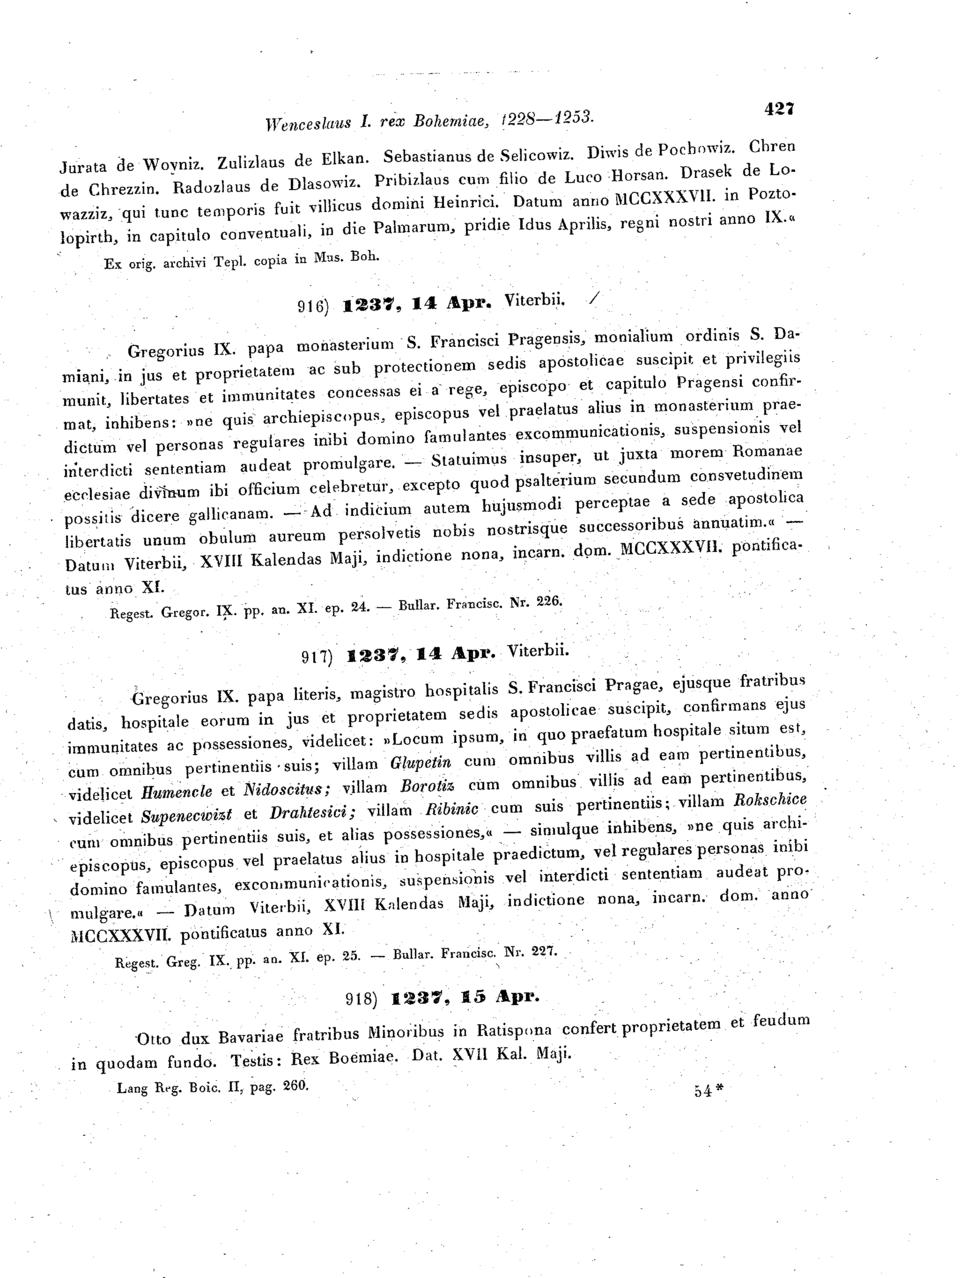 Wenceslaus I. rex Bohemiae, 1228—1253. 427
Jurata de Woyniz. Zulizlaus de Elkan. Sebastianus de Selicowiz. Diwis de Pochowiz. Chren
de Chrezzin. Radozlaus de Dlasowiz. Pribizlaus cum filio de Luco Horsan. Drasek de Lo-
wazziz, qui tunc temporis fuit villicus domini Heinrici. Datum anno MCCXXXVII. in Pozto-
lopirth, in capitulo conventuali, in die Palmarum, pridie Idus Aprilis, regni nostri anno IX.«
Ex orig. archivi Tepl. copia in Mus. Boh.
916) 1237, 14 Apr. Viterbii.
Gregorius IX. papa monasterium S. Francisci Pragensis, monialium ordinis S. Da-
miani, in jus et proprietatem ac sub protectionem sedis apostolicae suscipit et privilegiis
munit, libertates et immunitates concessas ei a rege, episcopo et capitulo Pragensi confir-
mat, inhibens: »ne quis archiepiscopus, episcopus vel praelatus alius in monasterium prae-
dictum vel personas regulares inibi domino famulantes excommunicationis, suspensionis vel
interdicti sententiam audeat promulgare. — Statuimus insuper, ut juxta morem Romanae
ecclesiae divinum ibi officium celebretur, excepto quod psalterium secundum consvetudinem
possitis dicere gallicanam. — Ad indicium autem hujusmodi perceptae a sede apostolica
libertatis unum obulum aureum persolvetis nobis nostrisque successoribus annuatim.« —
Datum Viterbii, XVIII Kalendas Maji, indictione nona, incarn. dom. MCCXXXVII. pontifica-
tus anno XI.
Regest. Gregor. IX. pp. an. XI. ep. 24. — Bullar. Francisc. Nr. 226.
917) 1237, 14 Apr. Viterbii.
Gregorius IX. papa literis, magistro hospitalis S. Francisci Pragae, ejusque fratribus
datis, hospitale eorum in jus et proprietatem sedis apostolicae suscipit, confirmans ejus
immunitates ac possessiones, videlicet: »Locum ipsum, in quo praefatum hospitale situm est,
cum omnibus pertinentiis suis; villam Glupetin cum omnibus villis ad eam pertinentibus,
videlicet Humencle et Nidoscitus; villam Borotiz cum omnibus villis ad eam pertinentibus,
videlicet Supenecwizt et Drahtesici; villam Ribinic cum suis pertinentiis; villam Rokschice
cum omnibus pertinentiis suis, et alias possessiones,« — simulque inhibens, »ne quis archi-
episcopus, episcopus vel praelatus alius in hospitale praedictum, vel regulares personas inibi
domino famulantes, excommunicationis, suspensionis vel interdicti sententiam audeat pro-
mulgare.« — Datum Viterbii, XVIII Kalendas Maji, indictione nona, incarn. dom. anno
MCCXXXVII. pontificatus anno XI.
Regest. Greg. IX. pp. an. XI. ep. 25. — Bullar. Francisc. Nr. 227.
918) 1237, 15 Apr.
Otto dux Bavariae fratribus Minoribus in Ratispona confert proprietatem et feudum
in quodam fundo. Testis: Rex Boemiae. Dat. XVII Kal. Maji.
Lang Reg. Boic. II, pag. 260.
54*